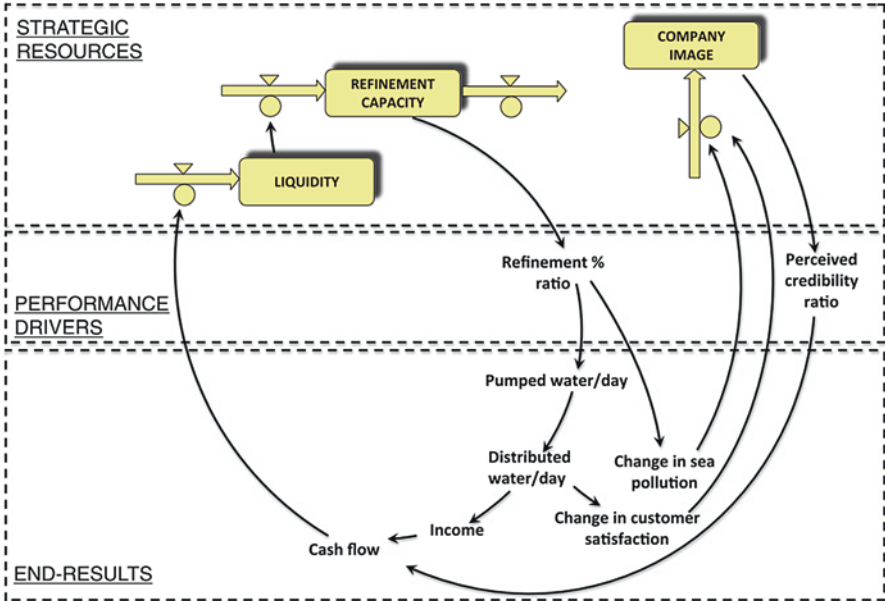 STRATEGIC
RESOURCES
COMPANY
IMAGE
REFINEMENT
CAPACITY
LIQUIDITY
PERFORMANCE
DRIVERS
Refinement %
ratio
Perceived
credibility
ratio
END-RESULTS
Pumped water/day
Distributed
water/day
Change in sea
pollution
Change in customer
satisfaction
Income
Cash flow